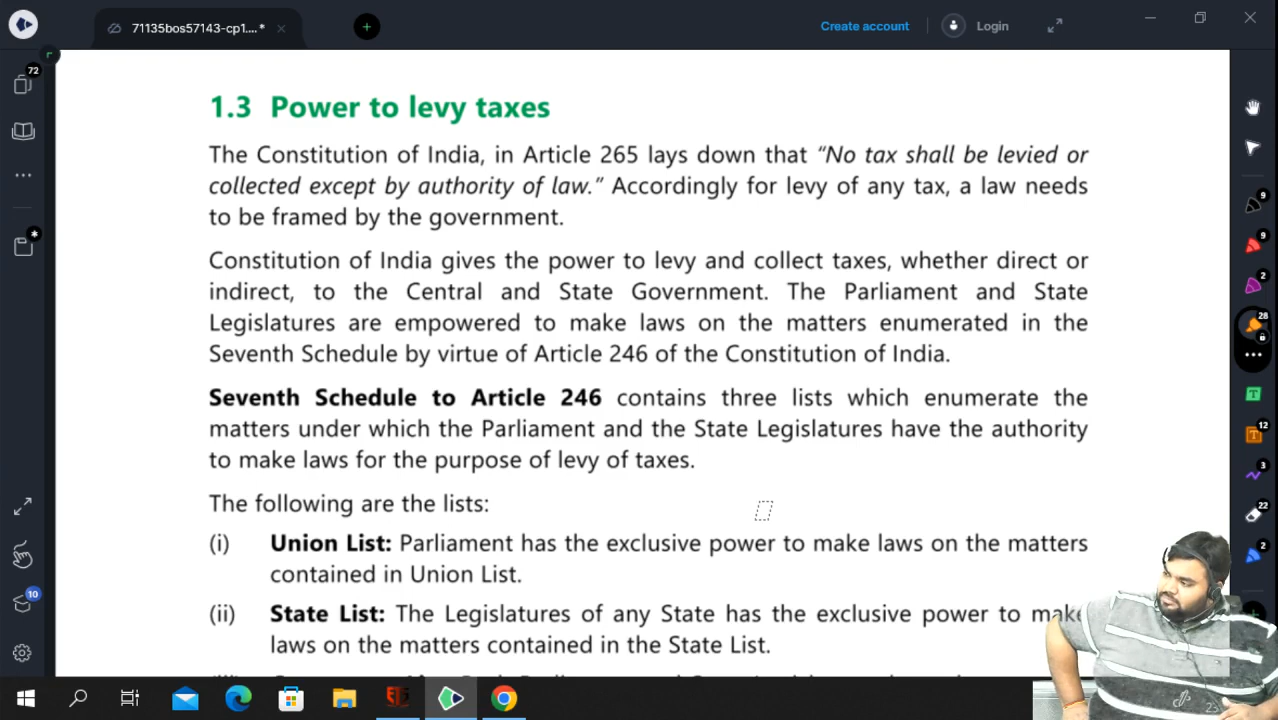 71135bos57143-cp1....*
Create account
Login
72
1.3 Power to levy taxes
The Constitution of India, in Article 265 lays down that “No tax shall be levied or
collected except by authority of law.” Accordingly for levy of any tax, a law needs
to be framed by the government.
Constitution of India gives the power to levy and collect taxes, whether direct or
indirect, to the Central and State Government. The Parliament and State
Legislatures are empowered to make laws on the matters enumerated in the
Seventh Schedule by virtue of Article 246 of the Constitution of India.
Seventh Schedule to Article 246 contains three lists which enumerate the
matters under which the Parliament and the State Legislatures have the authority
to make laws for the purpose of levy of taxes.
The following are the lists:
(i) Union List: Parliament has the exclusive power to make laws on the matters
contained in Union List.
(ii) State List: The Legislatures of any State has the exclusive power to make
laws on the matters contained in the State List.
10
9
9
2
28
T
T 12
3
22
2
23